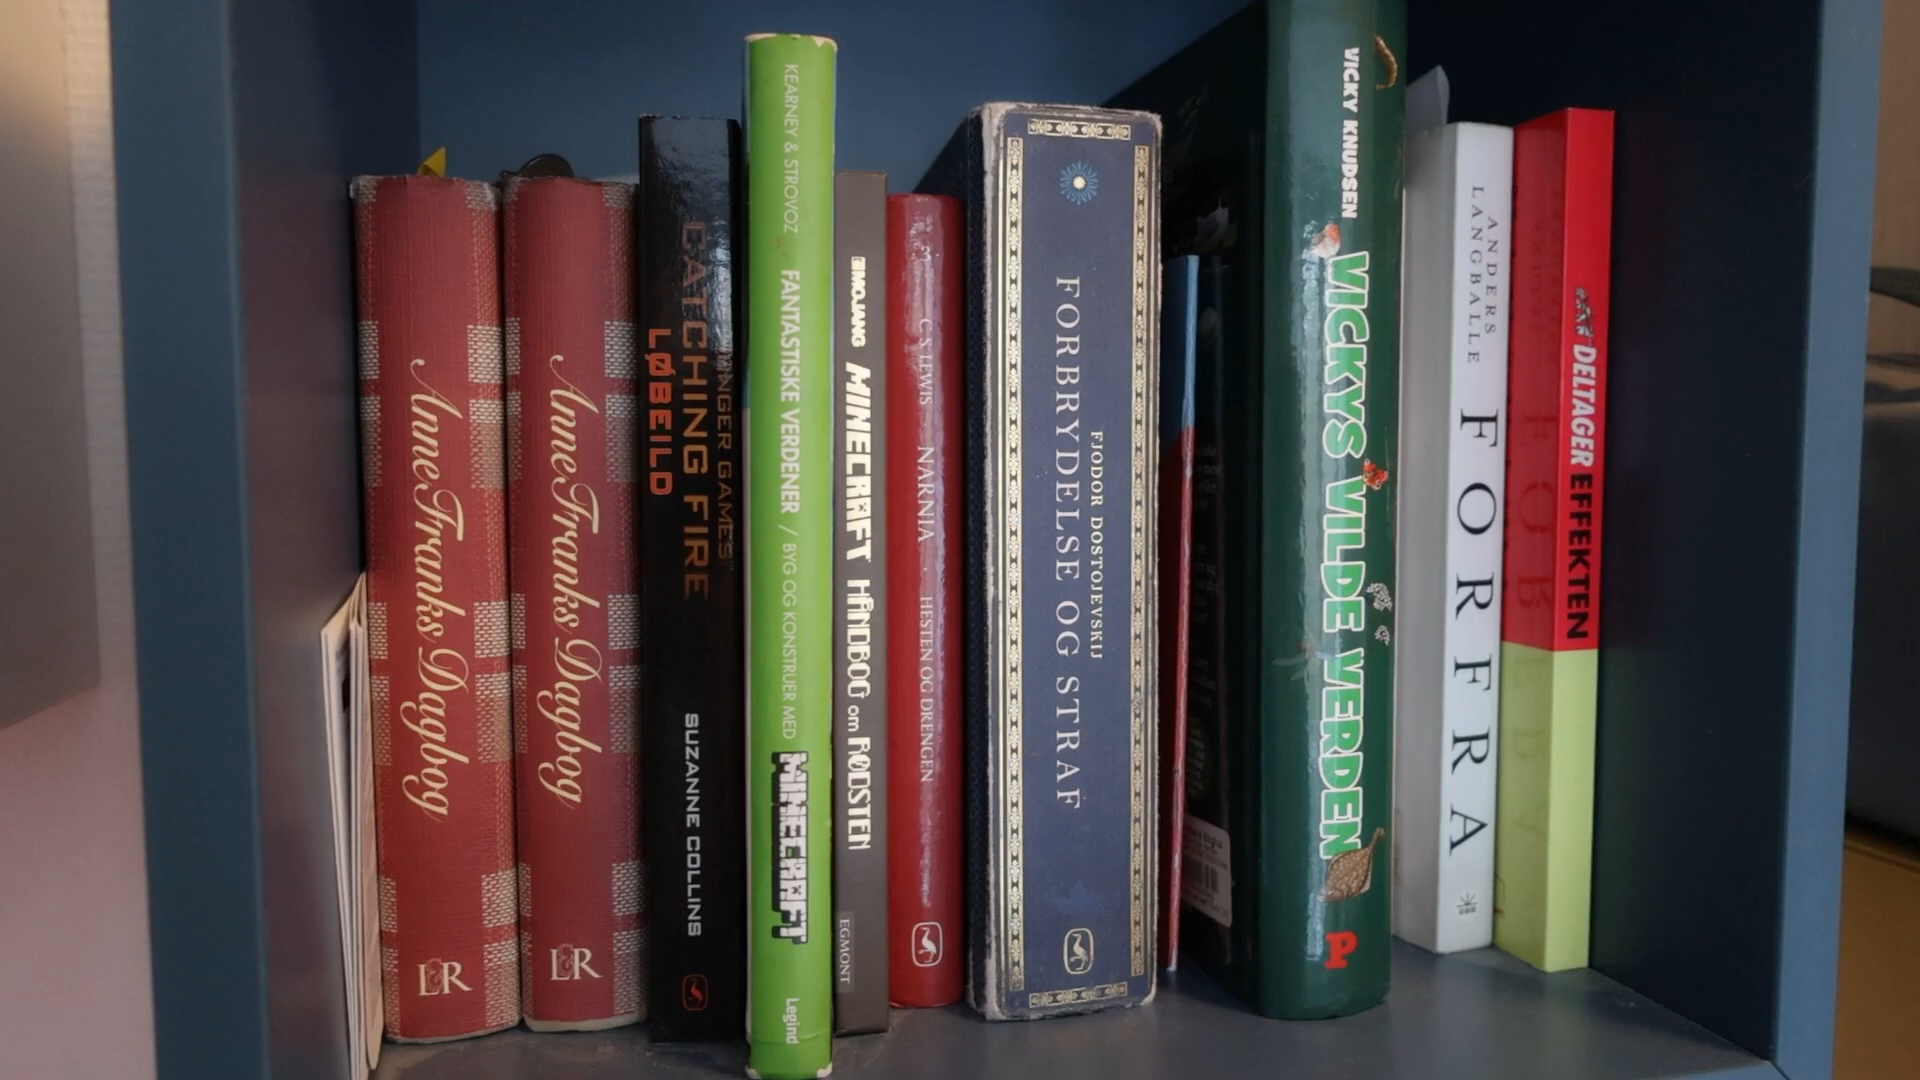 Anne Franks Dagbog
L&R
Anne Franks Dagbog
L&R
GAMES
CATCHING FIRE
LØBEILD
SUZANNE COLLINS
KEARNEY & STROVOZ
FANTASTISKE VERDENER / BYG OG KONSTRUER MED
MINECRAFT
Legind
MOJANG
MINECRAFT HÅNDBOG om RØDSTEN
EGMONT
3
C.S. LEWIS · NARNIA · HESTEN OG DRENGEN
FJODOR DOSTOJEVSKIJ
FORBRYDELSE OG STRAF
VICKY KNUDSEN
VICKYS VILDE VERDEN
P
ANDERS
LANGBALLE
FORFRA
DELTAGER EFFEKTEN